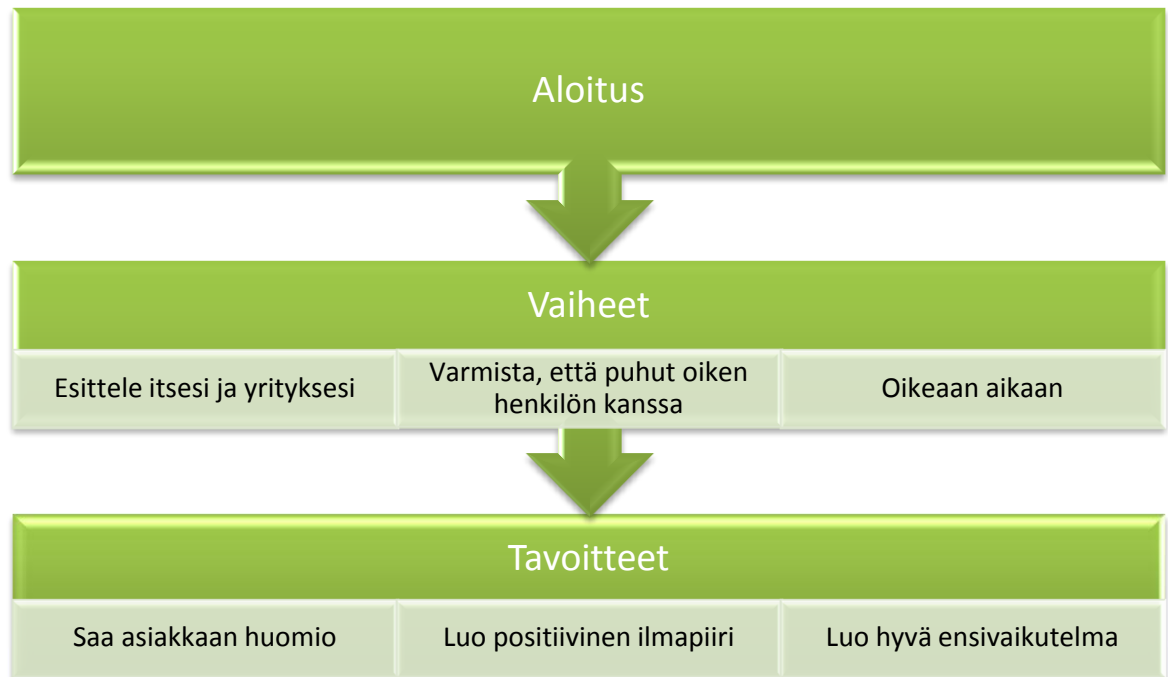 Aloitus
Vaiheet
Esittele itsesi ja yrityksesi
Varmista, että puhut oiken
henkilön kanssa
Oikeaan aikaan
Tavoitteet
Saa asiakkaan huomio
Luo positiivinen ilmapiiri
Luo hyvä ensivaikutelma